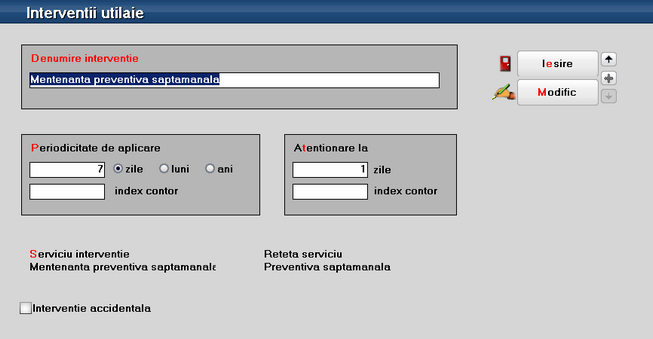 Interventii utilaje
Denumire interventie
Mentenanta preventiva saptamanala
Iesire
Modific
Periodicitate de aplicare
7 zile luni ani
index contor
Atentionare la
1 zile
index contor
Serviciu interventie
Mentenanta preventiva saptamanala
Reteta serviciu
Preventiva saptamanala
Interventie accidentala